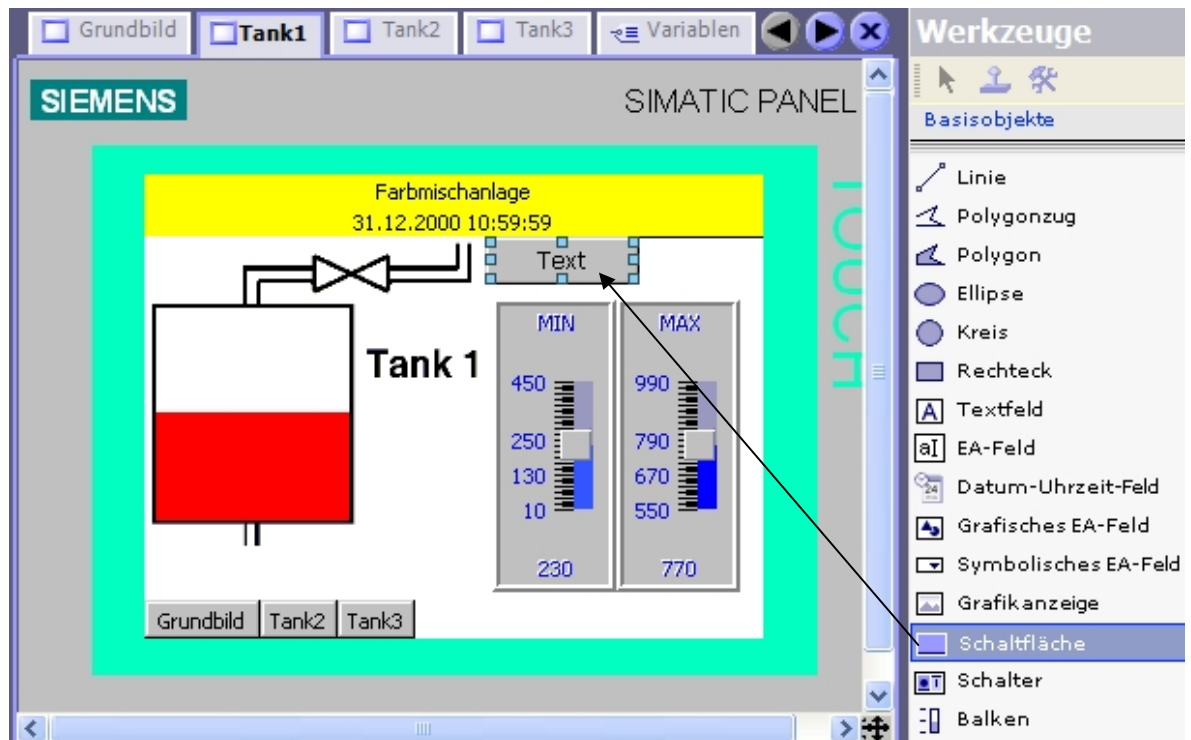 Grundbild Tank1 Tank2 Tank3 Variablen
SIEMENS
SIMATIC PANEL
TOUCH
Farbmischanlage
31.12.2000 10:59:59
Text
Tank 1
MIN
450
250
130
10
230
MAX
990
790
670
550
770
Grundbild Tank2 Tank3
Werkzeuge
Basisobjekte
Linie
Polygonzug
Polygon
Ellipse
Kreis
Rechteck
A Textfeld
aI EA-Feld
24 Datum-Uhrzeit-Feld
Grafisches EA-Feld
Symbolisches EA-Feld
Grafikanzeige
Schaltfläche
Schalter
Balken